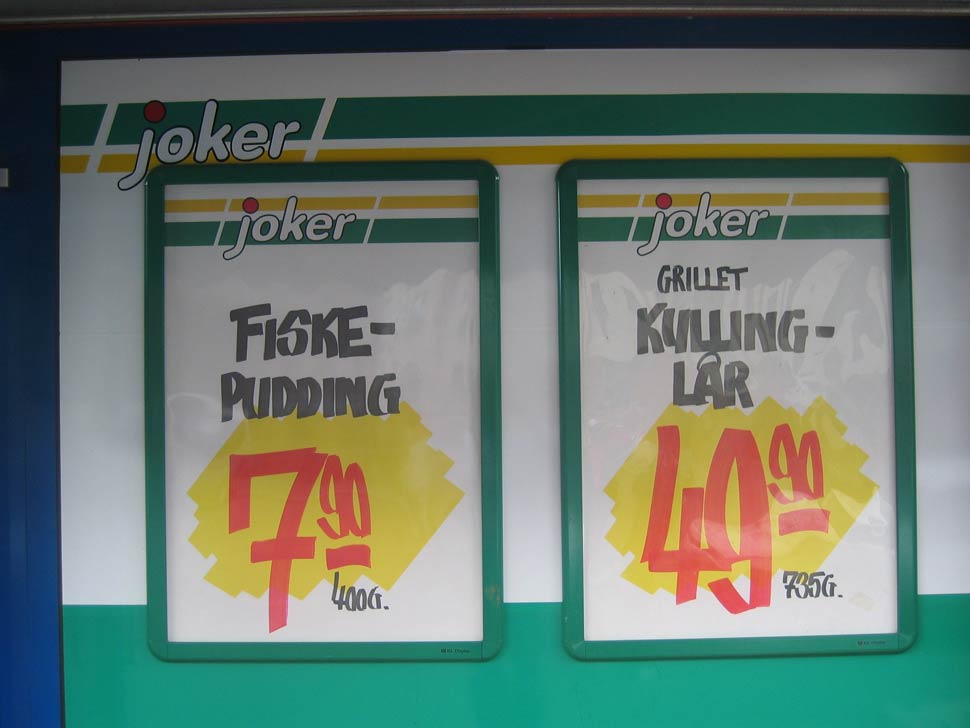 joker
joker
FISKE-
PUDDING
7 90
400G.
joker
GRILLET
KYLLING-
LÅR
49 90
735G.